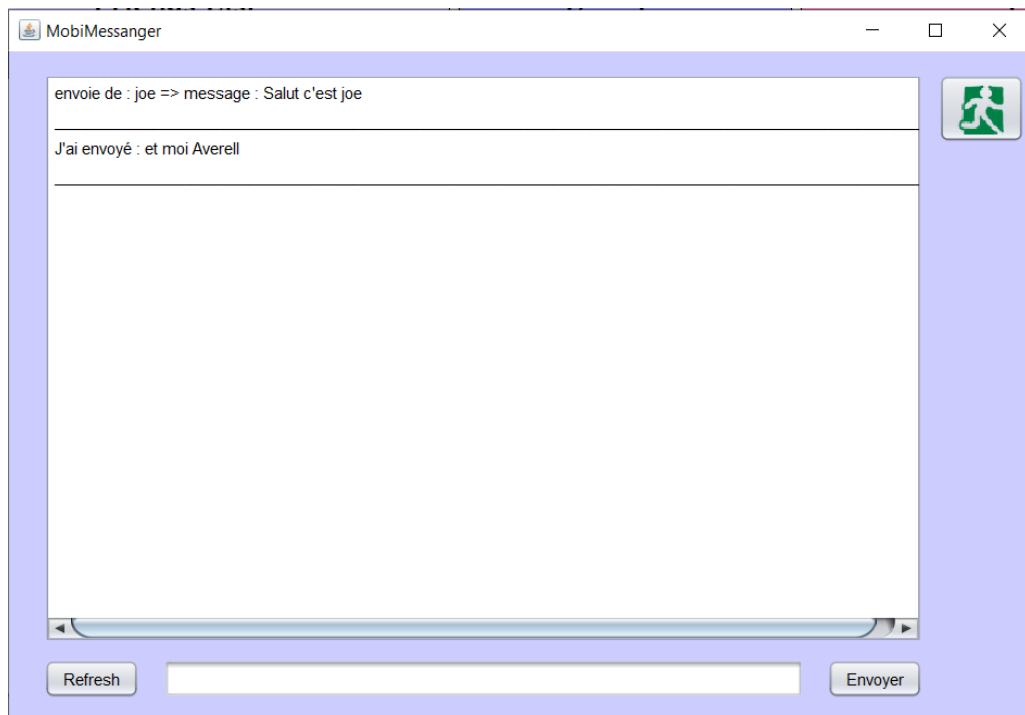 MobiMessanger
envoie de : joe => message : Salut c'est joe
J'ai envoyé : et moi Averell
Refresh
Envoyer